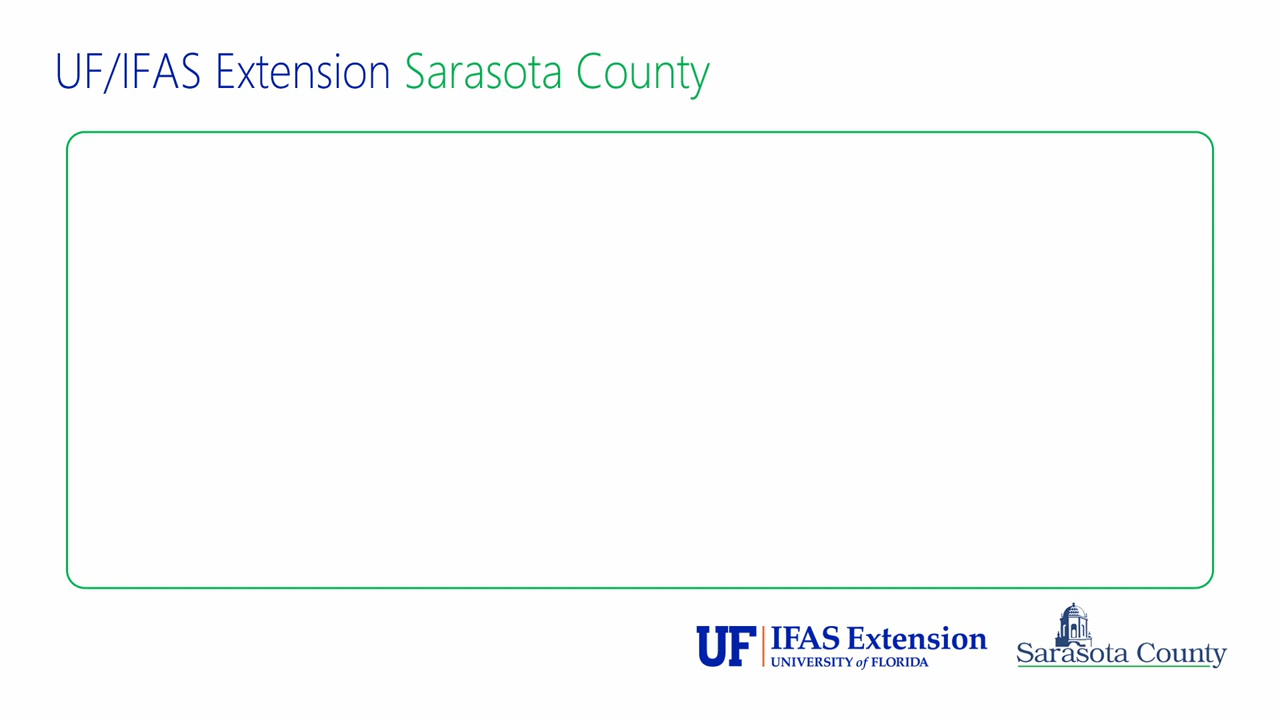 UF/IFAS Extension Sarasota County
UF IFAS Extension
UNIVERSITY of FLORIDA
Sarasota County